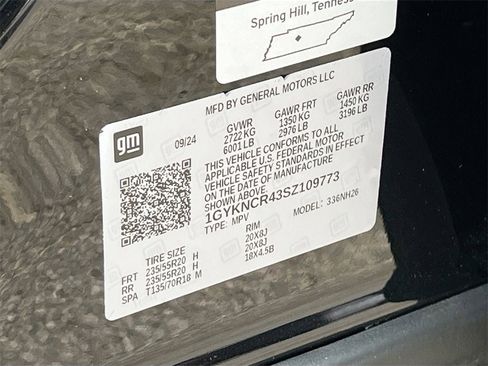 Spring Hill, Tennes
MFD BY GENERAL MOTORS LLC
gm
09/24
GVWR GAWR FRT GAWR RR
2722 KG 1350 KG 1450 KG
6001 LB 2976 LB 3196 LB
THIS VEHICLE CONFORMS TO ALL
APPLICABLE U.S. FEDERAL MOTOR
VEHICLE SAFETY STANDARDS IN EFFECT
ON THE DATE OF MANUFACTURE
SHOWN ABOVE.
1GYKNCR43SZ109773
TYPE: MPV MODEL: 336NH26
TIRE SIZE RIM
FRT 235/55R20 H 20X8J
RR 235/55R20 H 20X8J
SPA T135/70R18 M 18X4.5B